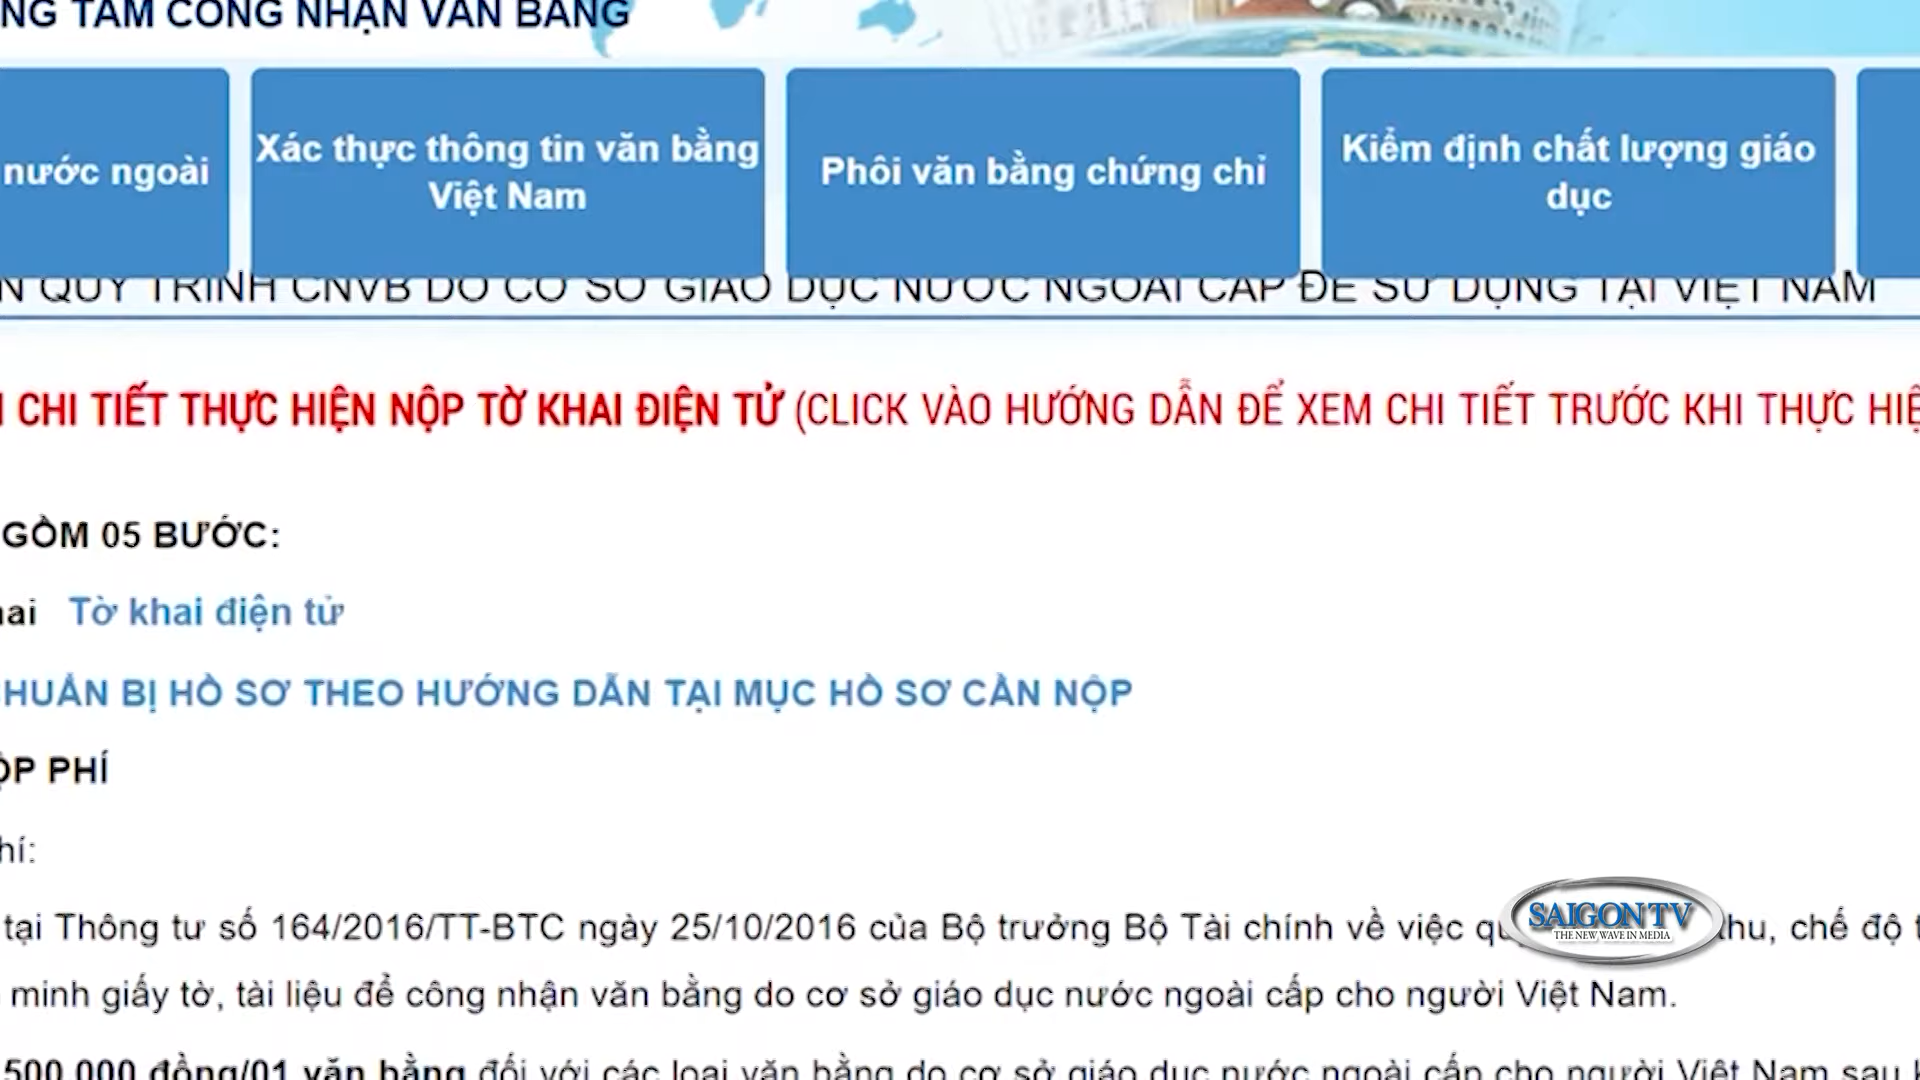 NG TÂM CÔNG NHẬN VĂN BẰNG
nước ngoài
Xác thực thông tin văn bằng
Việt Nam
Phôi văn bằng chứng chỉ
Kiểm định chất lượng giáo
dục
N QUY TRÌNH CNVB DO CƠ SỞ GIÁO DỤC NƯỚC NGOÀI CẤP ĐỂ SỬ DỤNG TẠI VIỆT NAM
CHI TIẾT THỰC HIỆN NỘP TỜ KHAI ĐIỆN TỬ (CLICK VÀO HƯỚNG DẪN ĐỂ XEM CHI TIẾT TRƯỚC KHI THỰC HIỆ
GỒM 05 BƯỚC:
ai Tờ khai điện tử
HUẨN BỊ HỒ SƠ THEO HƯỚNG DẪN TẠI MỤC HỒ SƠ CẦN NỘP
ỘP PHÍ
hí:
tại Thông tư số 164/2016/TT-BTC ngày 25/10/2016 của Bộ trưởng Bộ Tài chính về việc thu, chế độ
SAIGON TV
THE NEW WAVE IN MEDIA
minh giấy tờ, tài liệu để công nhận văn bằng do cơ sở giáo dục nước ngoài cấp cho người Việt Nam.
500.000 đồng/01 văn bằng đối với các loại văn bằng do cơ sở giáo dục nước ngoài cấp cho người Việt Nam sau